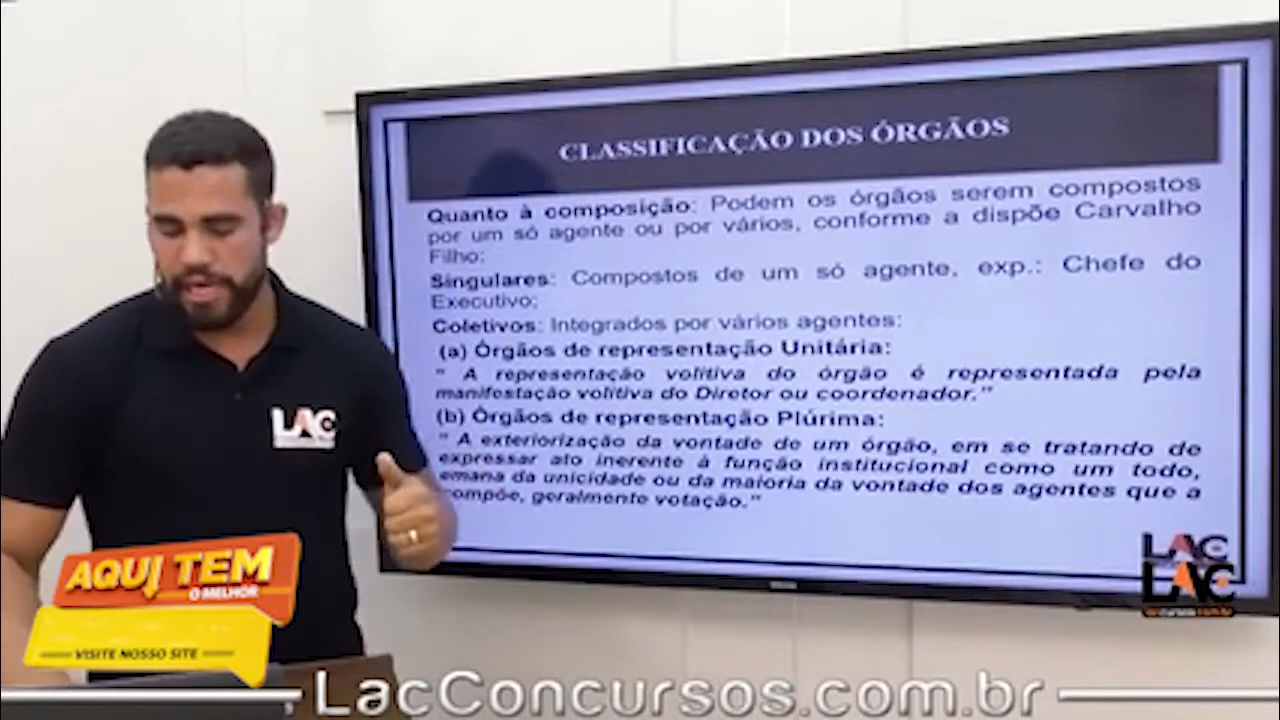 CLASSIFICAÇÃO DOS ÓRGÃOS
Quanto à composição: Podem os órgãos serem compostos
por um só agente ou por vários, conforme a dispõe Carvalho
Filho:
Singulares: Compostos de um só agente, exp.: Chefe do
Executivo;
Coletivos: Integrados por vários agentes:
(a) Órgãos de representação Unitária:
" A representação volitiva do órgão é representada pela
manifestação volitiva do Diretor ou coordenador."
(b) Órgãos de representação Plúrima:
" A exteriorização da vontade de um órgão, em se tratando de
expressar ato inerente à função institucional como um todo,
emana da unicidade ou da maioria da vontade dos agentes que a
compõe, geralmente votação."
LAC
LAC
LAC
AQUI TEM
O MELHOR
VISITE NOSSO SITE
LacConcursos.com.br